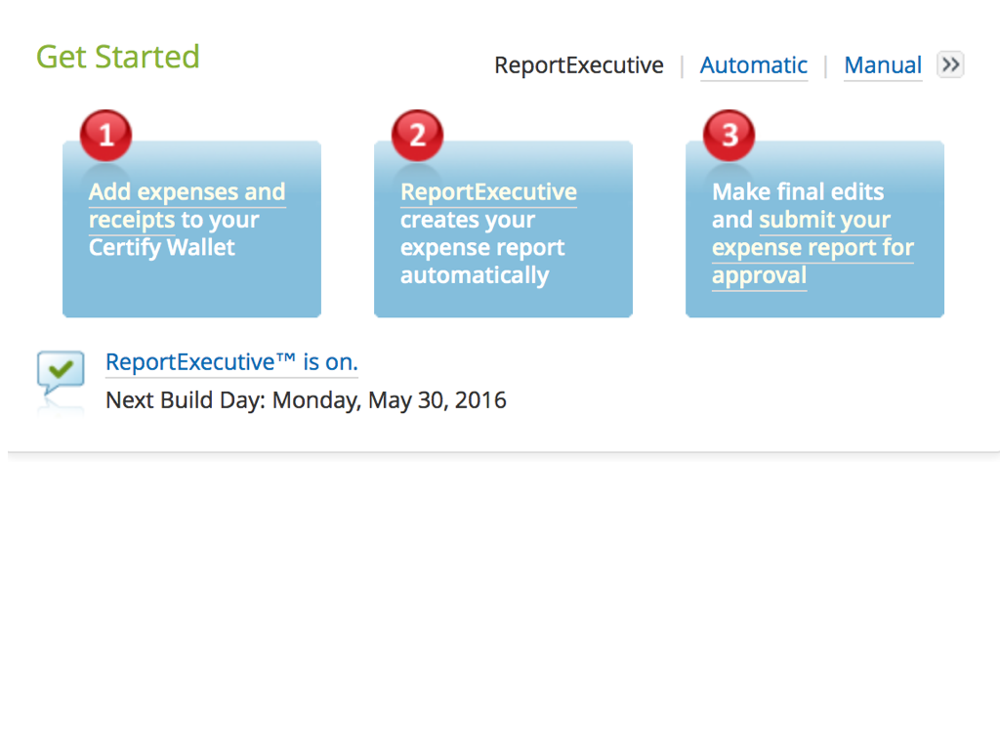 Get Started
ReportExecutive | Automatic | Manual »
1
Add expenses and
receipts to your
Certify Wallet
2
ReportExecutive
creates your
expense report
automatically
3
Make final edits
and submit your
expense report for
approval
ReportExecutive™ is on.
Next Build Day: Monday, May 30, 2016